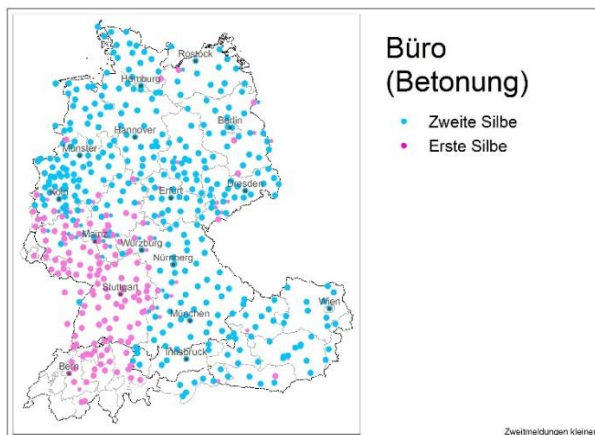 Büro
(Betonung)
Zweite Silbe
Erste Silbe
Rostock
Hamburg
Berlin
Hannover
Münster
Köln
Erfurt
Dresden
Mainz
Würzburg
Nürnberg
Stuttgart
Wien
München
Innsbruck
Bern
Zweitmeldungen kleiner